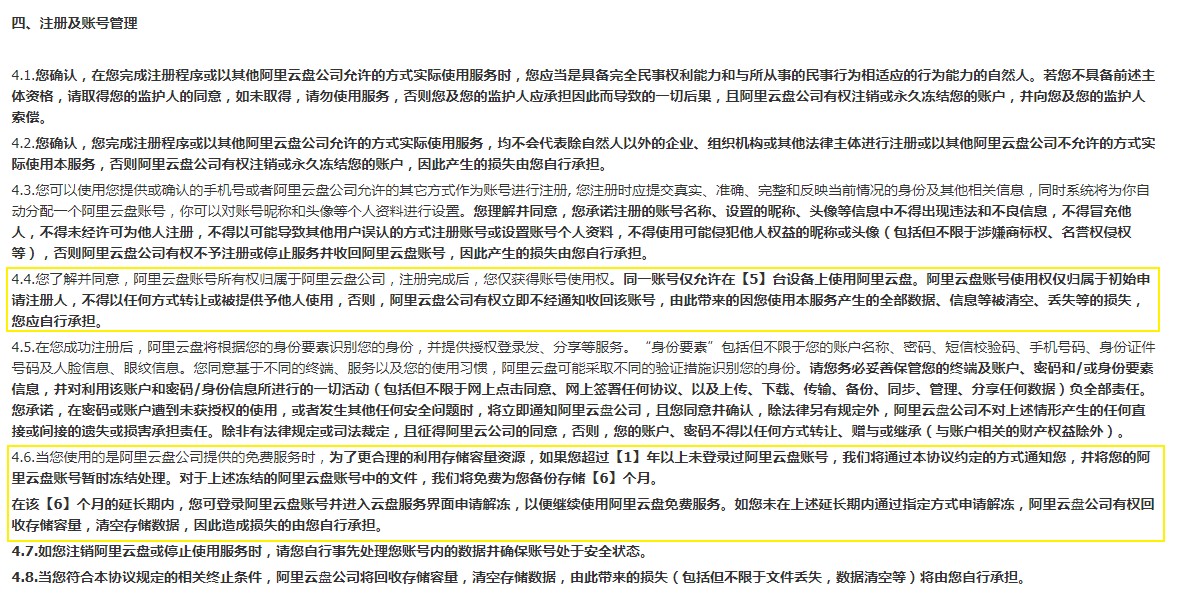 四、注册及账号管理
4.1.您确认，在您完成注册程序或以其他阿里云盘公司允许的方式实际使用服务时，您应当是具备完全民事权利能力和与所从事的民事行为相适应的行为能力的自然人。若您不具备前述主
体资格，请取得您的监护人的同意，如未取得，请勿使用服务，否则您及您的监护人应承担因此而导致的一切后果，且阿里云盘公司有权注销或永久冻结您的账户，并向您及您的监护人
索偿。
4.2.您确认，您完成注册程序或以其他阿里云盘公司允许的方式实际使用服务，均不会代表除自然人以外的企业、组织机构或其他法律主体进行注册或以其他阿里云盘公司不允许的方式实
际使用本服务，否则阿里云盘公司有权注销或永久冻结您的账户，因此产生的损失由您自行承担。
4.3.您可以使用您提供或确认的手机号或者阿里云盘公司允许的其它方式作为账号进行注册, 您注册时应提交真实、准确、完整和反映当前情况的身份及其他相关信息，同时系统将为你自
动分配一个阿里云盘账号，你可以对账号昵称和头像等个人资料进行设置。您理解并同意，您承诺注册的账号名称、设置的昵称、头像等信息中不得出现违法和不良信息，不得冒充他
人，不得未经许可为他人注册，不得以可能导致其他用户误认的方式注册账号或设置账号个人资料，不得使用可能侵犯他人权益的昵称或头像（包括但不限于涉嫌商标权、名誉权侵权
等），否则阿里云盘公司有权不予注册或停止服务并收回阿里云盘账号，因此产生的损失由您自行承担。
4.4.您了解并同意，阿里云盘账号所有权归属于阿里云盘公司，注册完成后，您仅获得账号使用权。同一账号仅允许在【5】台设备上使用阿里云盘。阿里云盘账号使用权仅归属于初始申
请注册人，不得以任何方式转让或被提供予他人使用，否则，阿里云盘公司有权立即不经通知收回该账号，由此带来的因您使用本服务产生的全部数据、信息等被清空、丢失等的损失，
您应自行承担。
4.5.在您成功注册后，阿里云盘将根据您的身份要素识别您的身份，并提供授权登录发、分享等服务。“身份要素”包括但不限于您的账户名称、密码、短信校验码、手机号码、身份证件
号码及人脸信息、眼纹信息。您同意基于不同的终端、服务以及您的使用习惯，阿里云盘可能采取不同的验证措施识别您的身份。请您务必妥善保管您的终端及账户、密码和/或身份要素
信息，并对利用该账户和密码/身份信息所进行的一切活动（包括但不限于网上点击同意、网上签署任何协议、以及上传、下载、传输、备份、同步、管理、分享任何数据）负全部责任。
您承诺，在密码或账户遭到未获授权的使用，或者发生其他任何安全问题时，将立即通知阿里云盘公司，且您同意并确认，除法律另有规定外，阿里云盘公司不对上述情形产生的任何直
接或间接的遗失或损害承担责任。除非有法律规定或司法裁定，且征得阿里云公司的同意，否则，您的账户、密码不得以任何方式转让、赠与或继承（与账户相关的财产权益除外）。
4.6.当您使用的是阿里云盘公司提供的免费服务时，为了更合理的利用存储容量资源，如果您超过【1】年以上未登录过阿里云盘账号，我们将通过本协议约定的方式通知您，并将您的阿
里云盘账号暂时冻结处理。对于上述冻结的阿里云盘账号中的文件，我们将免费为您备份存储【6】个月。
在该【6】个月的延长期内，您可登录阿里云盘账号并进入云盘服务界面申请解冻，以便继续使用阿里云盘免费服务。如您未在上述延长期内通过指定方式申请解冻，阿里云盘公司有权回
收存储容量，清空存储数据，因此造成损失的由您自行承担。
4.7.如您注销阿里云盘或停止使用服务时，请您自行事先处理您账号内的数据并确保账号处于安全状态。
4.8.当您符合本协议规定的相关终止条件，阿里云盘公司将回收存储容量，清空存储数据，由此带来的损失（包括但不限于文件丢失，数据清空等）将由您自行承担。